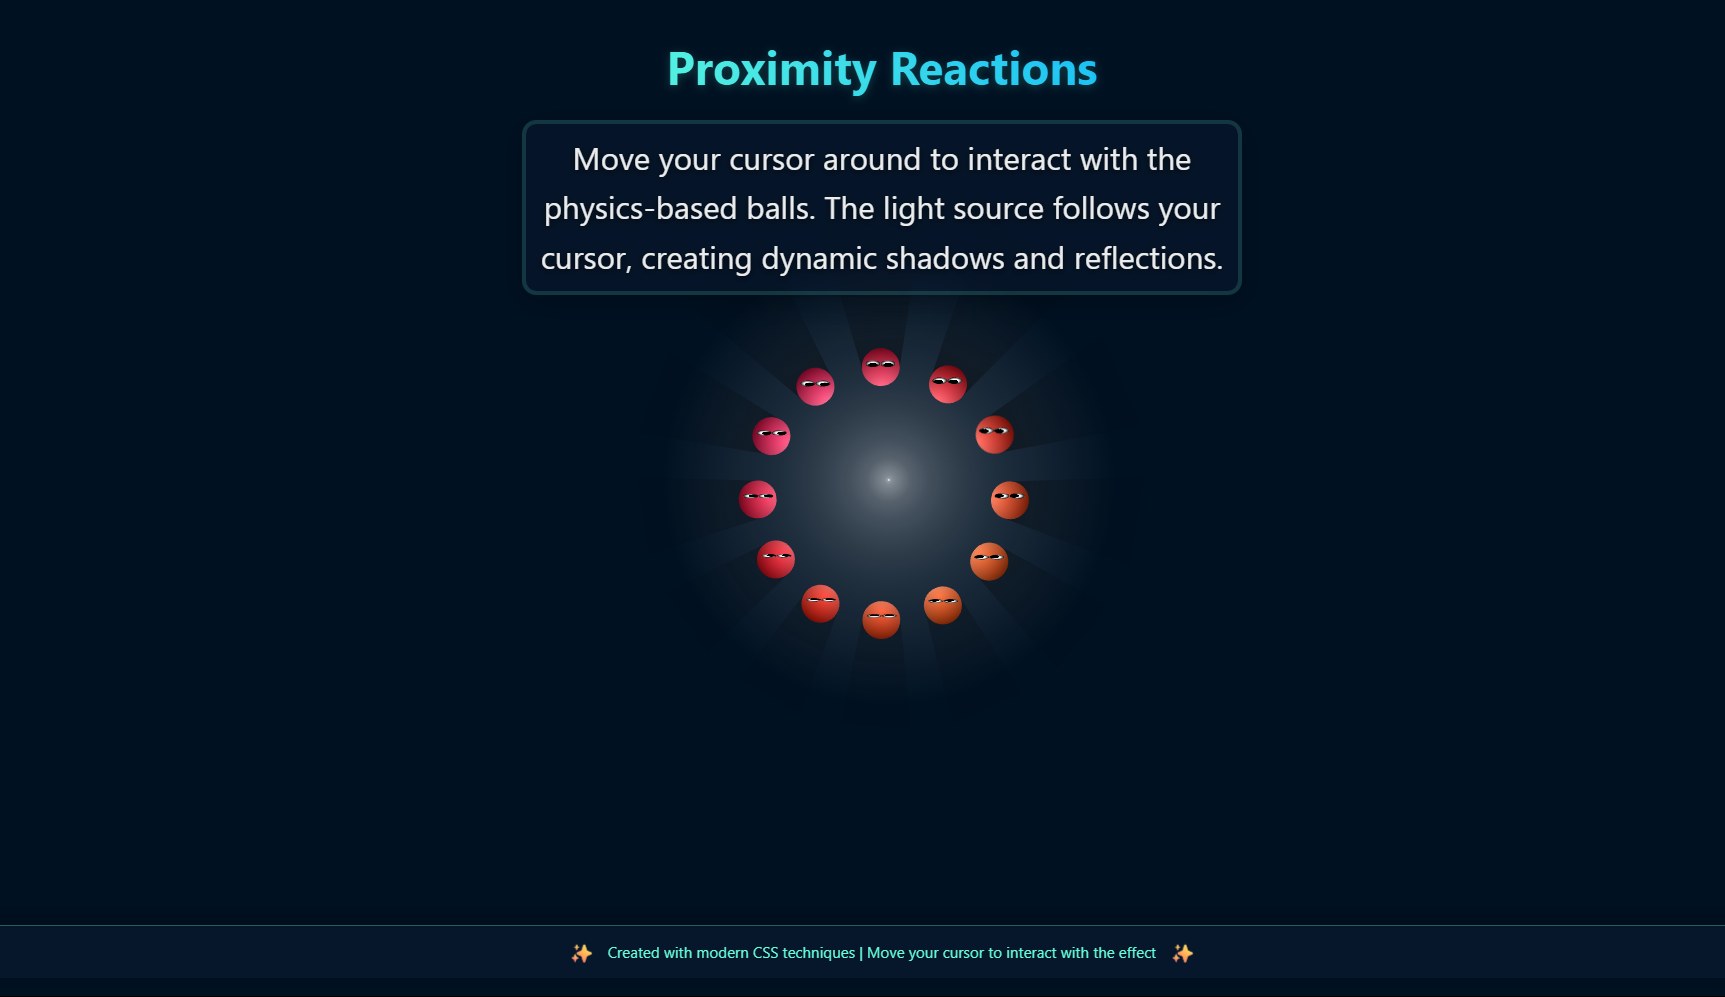 Proximity Reactions
Move your cursor around to interact with the
physics-based balls. The light source follows your
cursor, creating dynamic shadows and reflections.
✨ Created with modern CSS techniques | Move your cursor to interact with the effect ✨